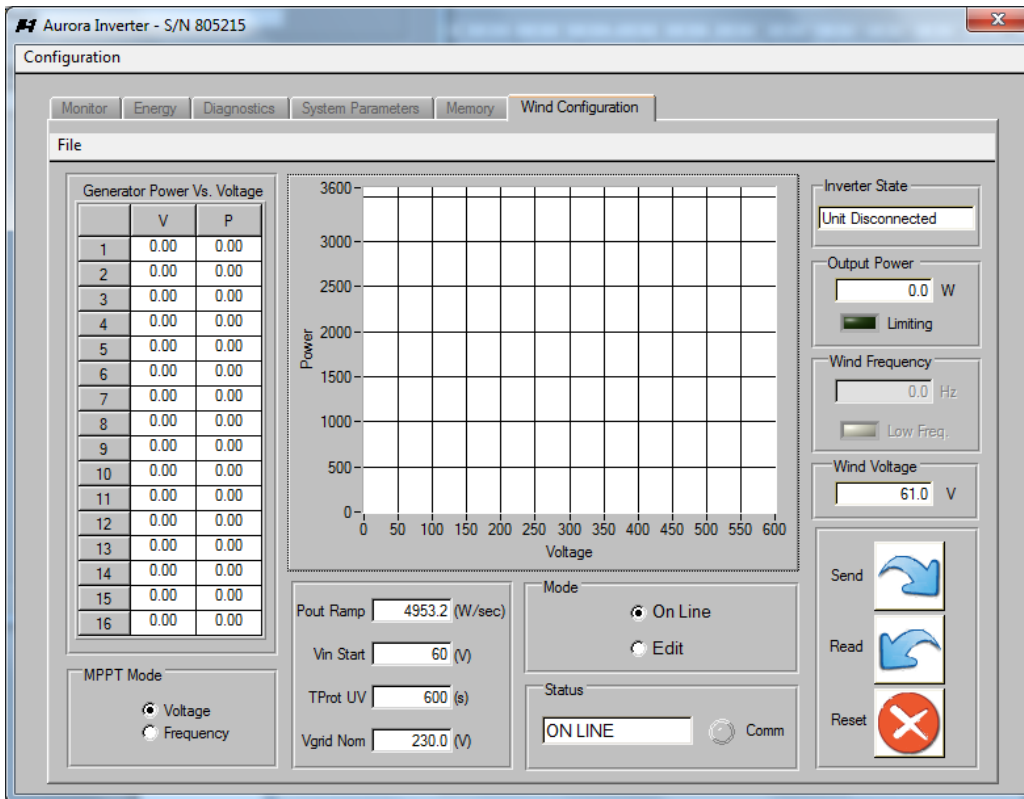 Aurora Inverter - S/N 805215
x
Configuration
Monitor Energy Diagnostics System Parameters Memory Wind Configuration
File
Generator Power Vs. Voltage
V P
1 0.00 0.00
2 0.00 0.00
3 0.00 0.00
4 0.00 0.00
5 0.00 0.00
6 0.00 0.00
7 0.00 0.00
8 0.00 0.00
9 0.00 0.00
10 0.00 0.00
11 0.00 0.00
12 0.00 0.00
13 0.00 0.00
14 0.00 0.00
15 0.00 0.00
16 0.00 0.00
MPPT Mode
Voltage
Frequency
Power
3600
3000
2500
2000
1500
1000
500
0
0 50 100 150 200 250 300 350 400 450 500 550 600
Voltage
Pout Ramp 4953.2 (W/sec)
Vin Start 60 (V)
TProt UV 600 (s)
Vgrid Nom 230.0 (V)
Mode
On Line
Edit
Status
ON LINE Comm
Inverter State
Unit Disconnected
Output Power
0.0 W
Limiting
Wind Frequency
0.0 Hz
Low Freq.
Wind Voltage
61.0 V
Send
Read
Reset